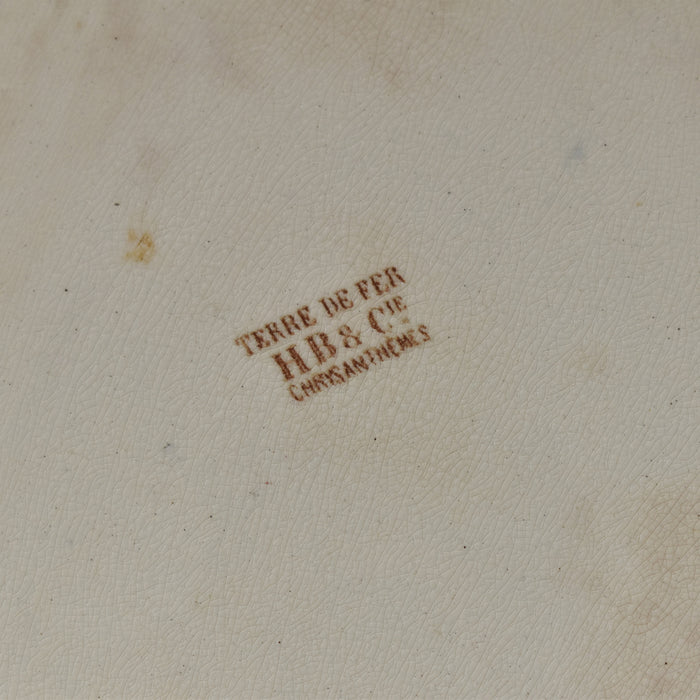 TERRE DE FER
HB & CIE
CHRYSANTHÈMES